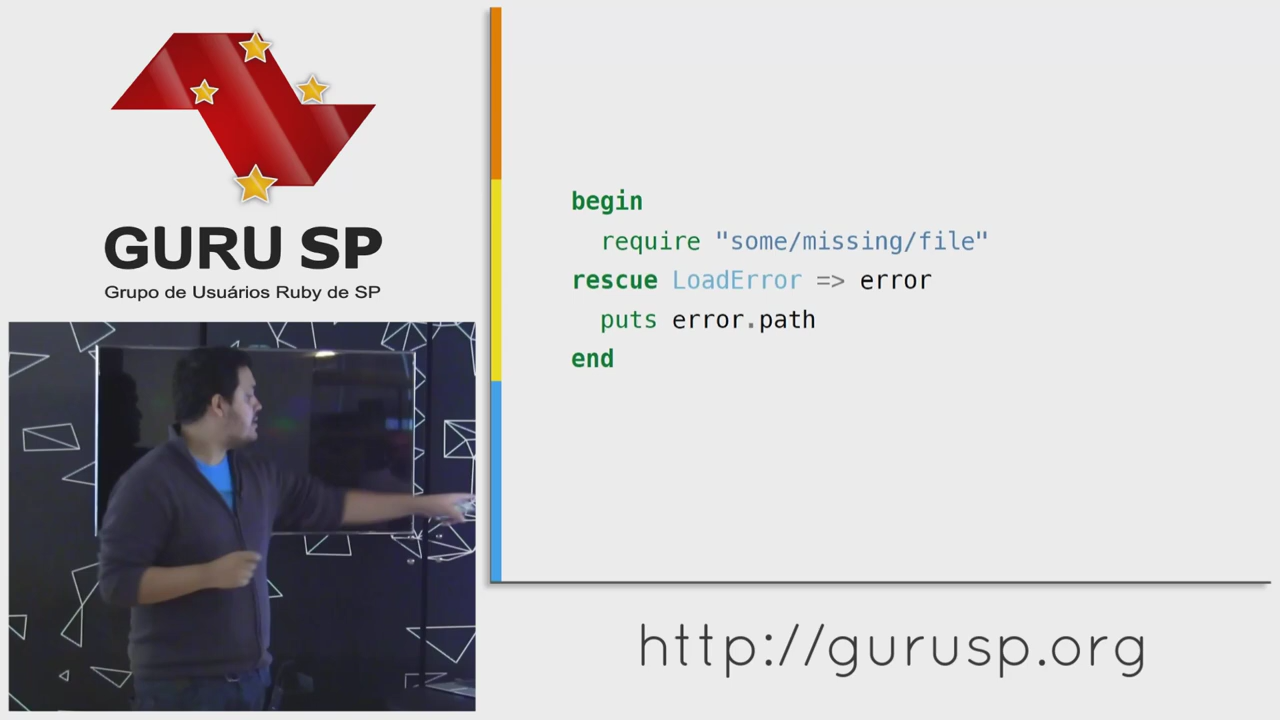 GURU SP
Grupo de Usuários Ruby de SP
begin
  require "some/missing/file"
rescue LoadError => error
  puts error.path
end
http://gurusp.org